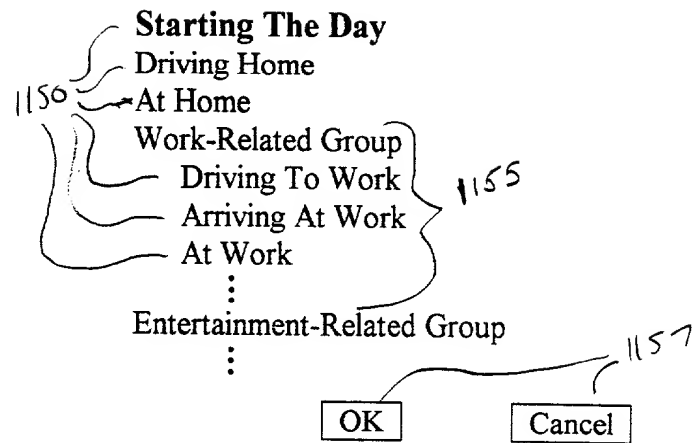 Starting The Day
Driving Home
1150 At Home
Work-Related Group
Driving To Work 1155
Arriving At Work
At Work
Entertainment-Related Group
1157
OK Cancel